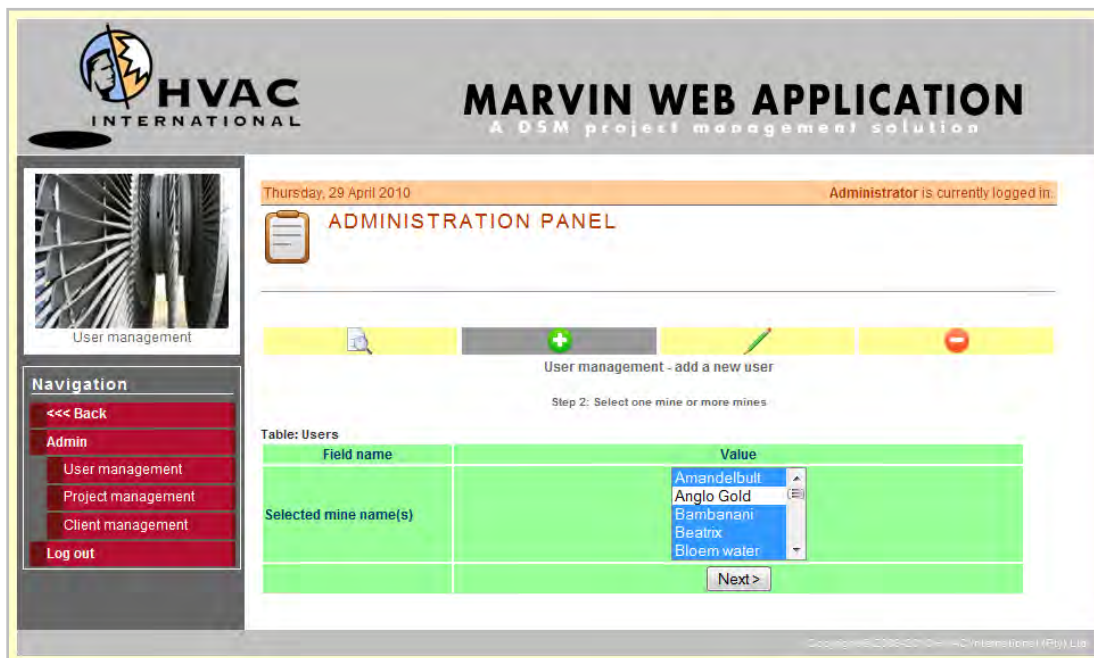 HVAC
INTERNATIONAL
MARVIN WEB APPLICATION
A DSM project management solution
User management
Navigation
<<< Back
Admin
User management
Project management
Client management
Log out
Thursday, 29 April 2010
Administrator is currently logged in.
ADMINISTRATION PANEL
User management - add a new user
Step 2: Select one mine or more mines
Table: Users
Field name Value
Selected mine name(s)
Amandelbult
Anglo Gold
Bambanani
Beatrix
Bloem water
Next >
International (Pty) Ltd